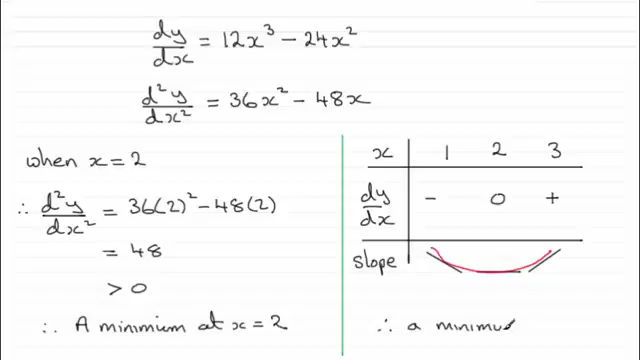 dy/dx = 12x³ - 24x²
d²y/dx² = 36x² - 48x
when x = 2
∴ d²y/dx² = 36(2)² - 48(2)
= 48
> 0
∴ A minimum at x = 2
x 1 2 3
dy/dx - 0 +
slope
∴ a minimu